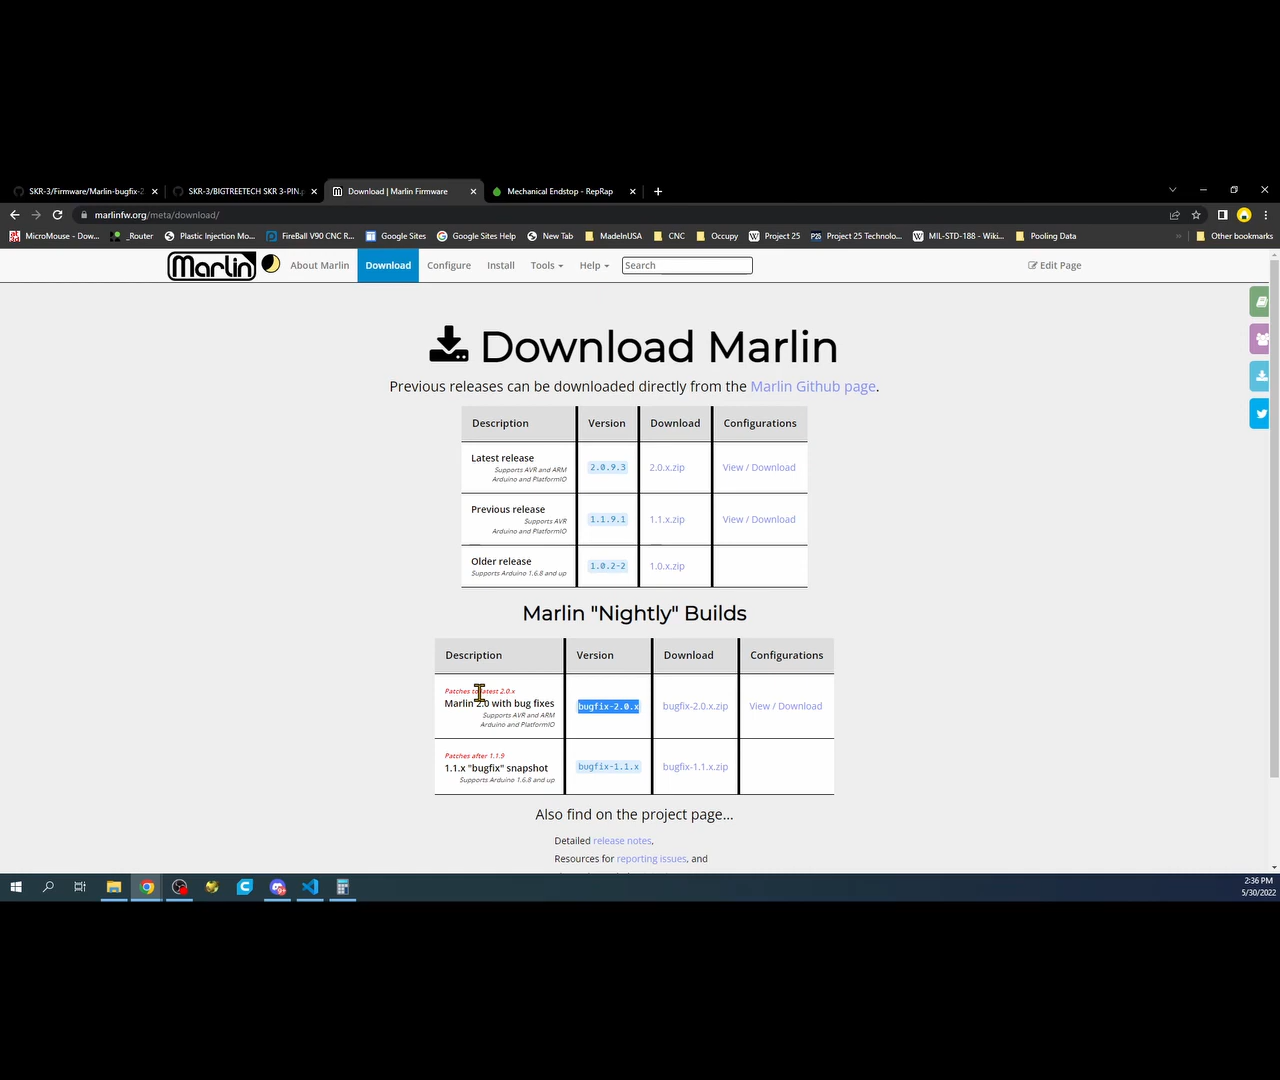 SKR-3/Firmware/Marlin-bugfix-2
SKR-3/BIGTREETECH SKR 3-PIN.
Download | Marlin Firmware
Mechanical Endstop - RepRap
marlinfw.org/meta/download/
MicroMouse - Dow...
_Router
Plastic Injection Mo...
FireBall V90 CNC R...
Google Sites
Google Sites Help
New Tab
MadeInUSA
CNC
Occupy
Project 25
Project 25 Technolo...
MIL-STD-188 - Wiki...
Pooling Data
Other bookmarks
Marlin
About Marlin
Download
Configure
Install
Tools
Help
Search
Edit Page
Download Marlin
Previous releases can be downloaded directly from the Marlin Github page.
Description Version Download Configurations
Latest release
Supports AVR and ARM
Arduino and PlatformIO
2.0.9.3 2.0.x.zip View / Download
Previous release
Supports AVR
Arduino and PlatformIO
1.1.9.1 1.1.x.zip View / Download
Older release
Supports Arduino 1.6.8 and up
1.0.2-2 1.0.x.zip
Marlin "Nightly" Builds
Description Version Download Configurations
Patches to latest 2.0.x
Marlin 2.0 with bug fixes
Supports AVR and ARM
Arduino and PlatformIO
bugfix-2.0.x bugfix-2.0.x.zip View / Download
Patches after 1.1.9
1.1.x "bugfix" snapshot
Supports Arduino 1.6.8 and up
bugfix-1.1.x bugfix-1.1.x.zip
Also find on the project page...
Detailed release notes,
Resources for reporting issues, and
2:36 PM
5/30/2022